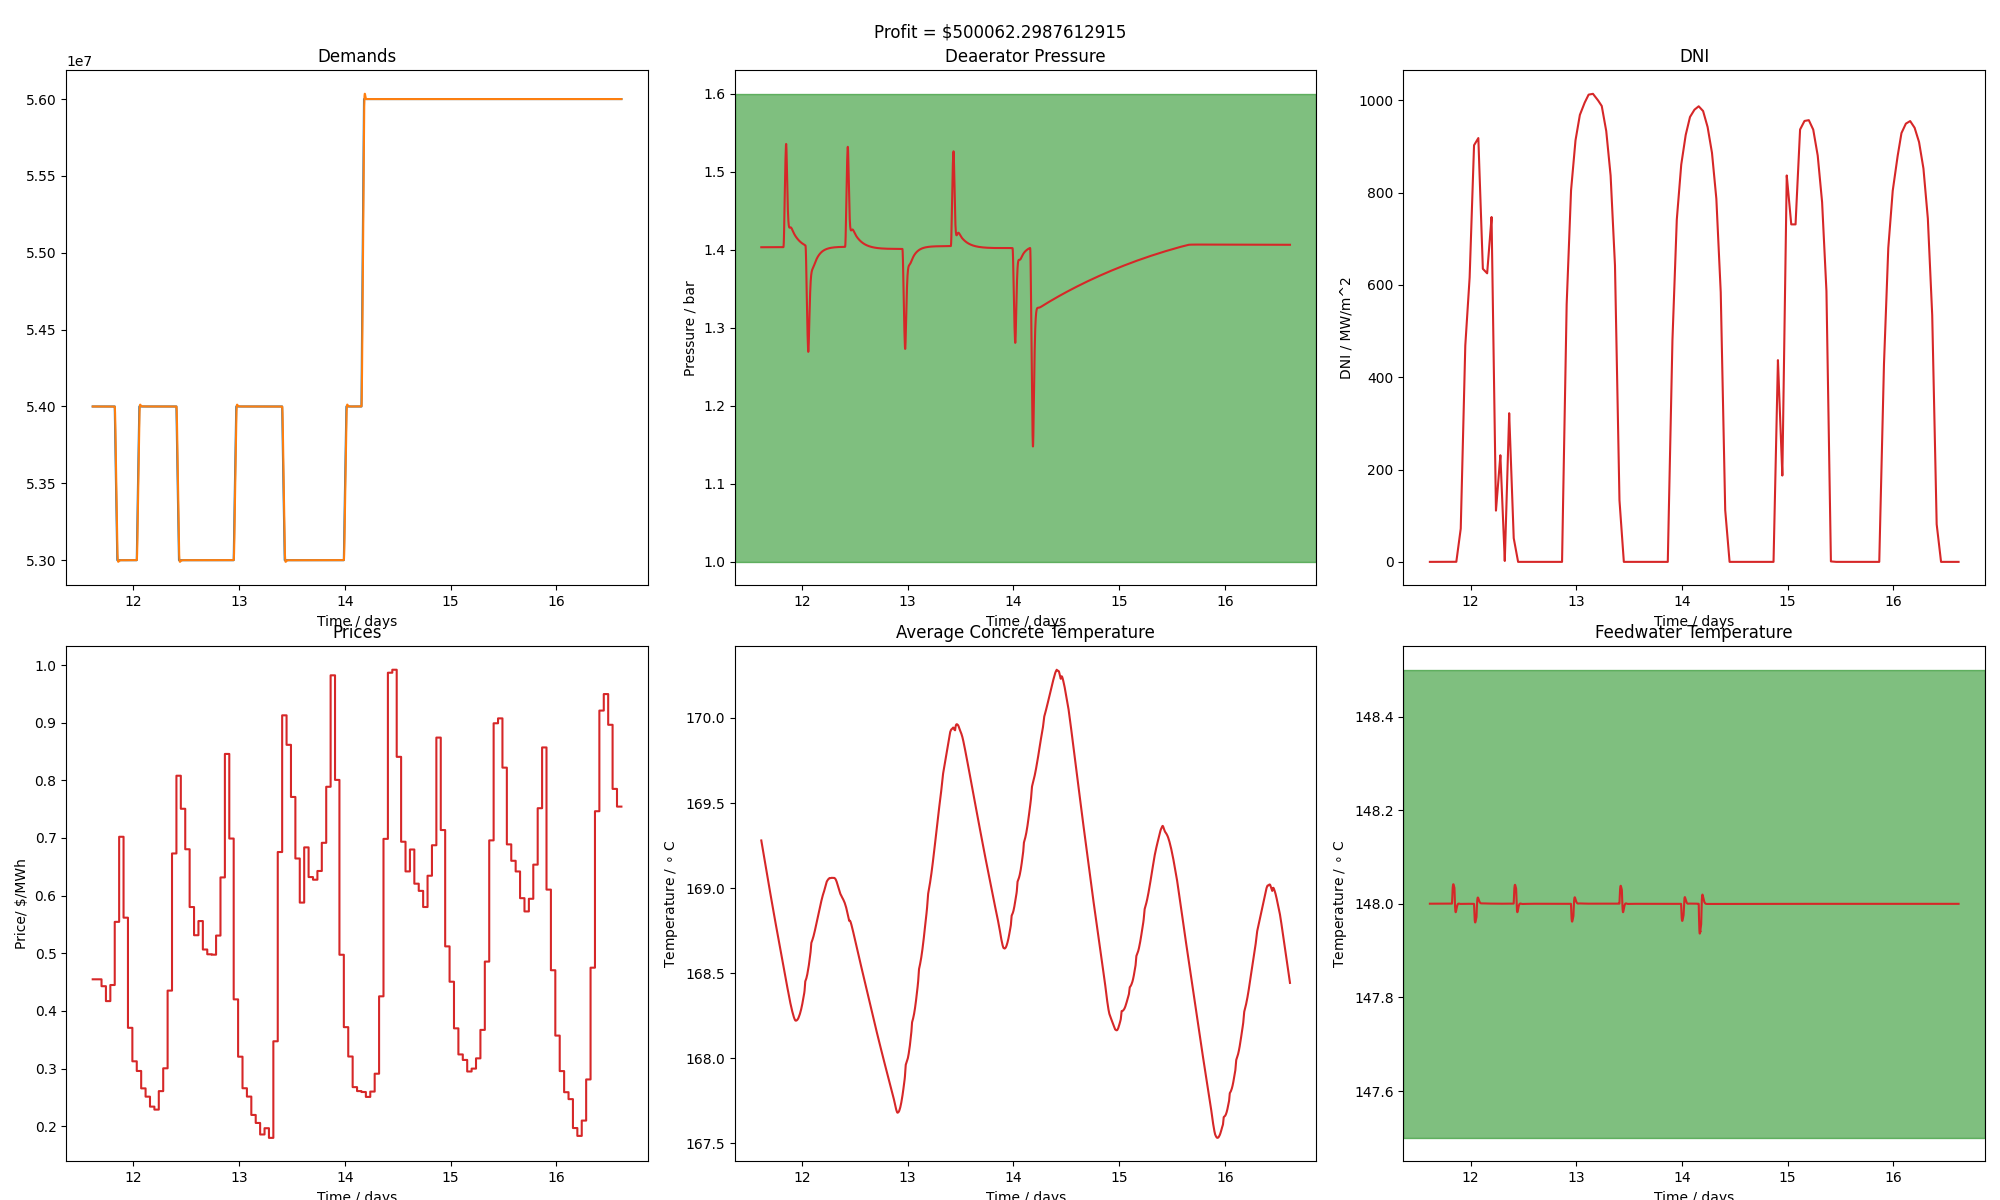 Profit = $500062.2987612915
Demands
1e7
5.60
5.55
5.50
5.45
5.40
5.35
5.30
12 13 14 15 16
Time / days
Deaerator Pressure
Pressure / bar
1.6
1.5
1.4
1.3
1.2
1.1
1.0
12 13 14 15 16
Time / days
DNI
DNI / MW/m^2
1000
800
600
400
200
0
12 13 14 15 16
Time / days
Prices
Price/ $/MWh
1.0
0.9
0.8
0.7
0.6
0.5
0.4
0.3
0.2
12 13 14 15 16
Time / days
Average Concrete Temperature
Temperature / ∘ C
170.0
169.5
169.0
168.5
168.0
167.5
12 13 14 15 16
Time / days
Feedwater Temperature
Temperature / ∘ C
148.4
148.2
148.0
147.8
147.6
12 13 14 15 16
Time / days